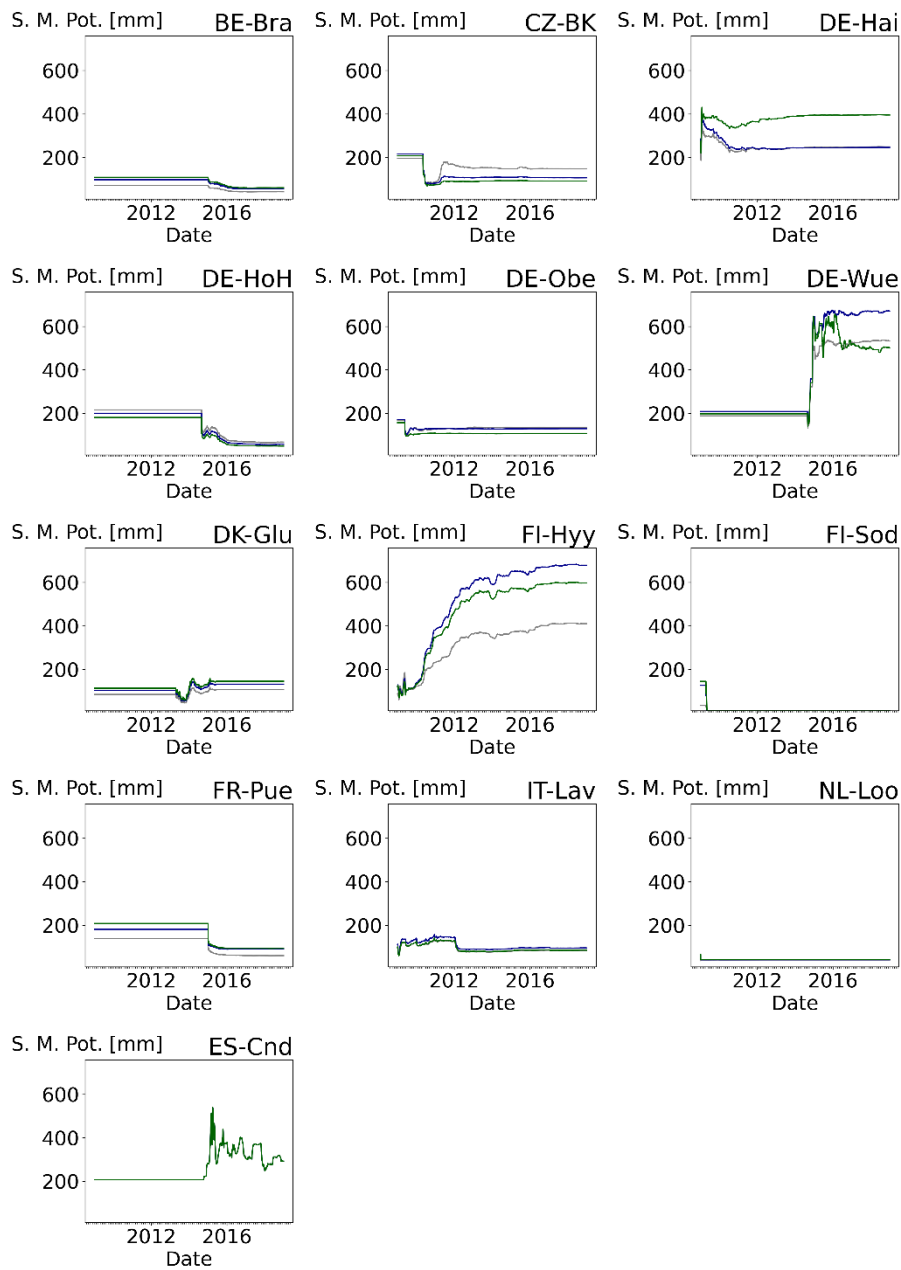 S. M. Pot. [mm] BE-Bra
600
400
200
2012 2016
Date
S. M. Pot. [mm] CZ-BK
600
400
200
2012 2016
Date
S. M. Pot. [mm] DE-Hai
600
400
200
2012 2016
Date
S. M. Pot. [mm] DE-HoH
600
400
200
2012 2016
Date
S. M. Pot. [mm] DE-Obe
600
400
200
2012 2016
Date
S. M. Pot. [mm] DE-Wue
600
400
200
2012 2016
Date
S. M. Pot. [mm] DK-Glu
600
400
200
2012 2016
Date
S. M. Pot. [mm] FI-Hyy
600
400
200
2012 2016
Date
S. M. Pot. [mm] FI-Sod
600
400
200
2012 2016
Date
S. M. Pot. [mm] FR-Pue
600
400
200
2012 2016
Date
S. M. Pot. [mm] IT-Lav
600
400
200
2012 2016
Date
S. M. Pot. [mm] NL-Loo
600
400
200
2012 2016
Date
S. M. Pot. [mm] ES-Cnd
600
400
200
2012 2016
Date